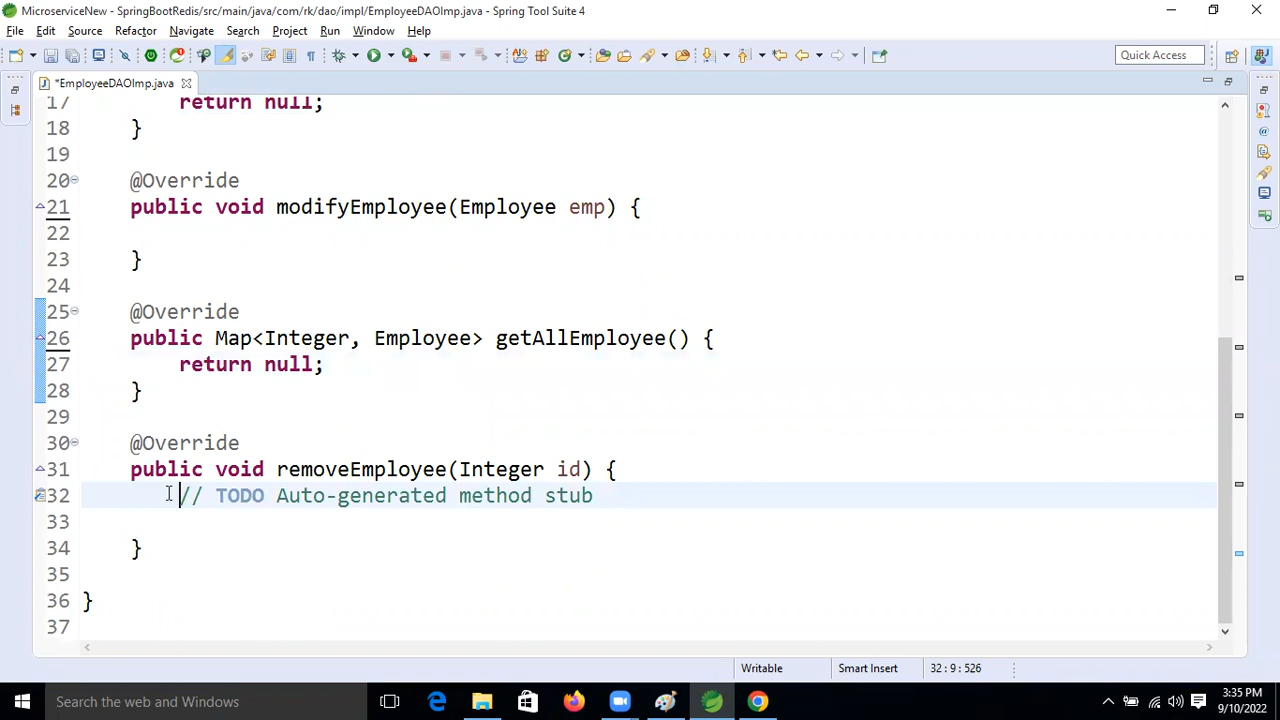 MicroserviceNew - SpringBootRedis/src/main/java/com/rk/dao/impl/EmployeeDAOImp.java - Spring Tool Suite 4
File Edit Source Refactor Navigate Search Project Run Window Help
Quick Access
*EmployeeDAOImp.java
17 return null;
18 }
19
20 @Override
21 public void modifyEmployee(Employee emp) {
22
23 }
24
25 @Override
26 public Map<Integer, Employee> getAllEmployee() {
27 return null;
28 }
29
30 @Override
31 public void removeEmployee(Integer id) {
32 // TODO Auto-generated method stub
33
34 }
35
36 }
37
Writable Smart Insert 32 : 9 : 526
Search the web and Windows
3:35 PM
9/10/2022